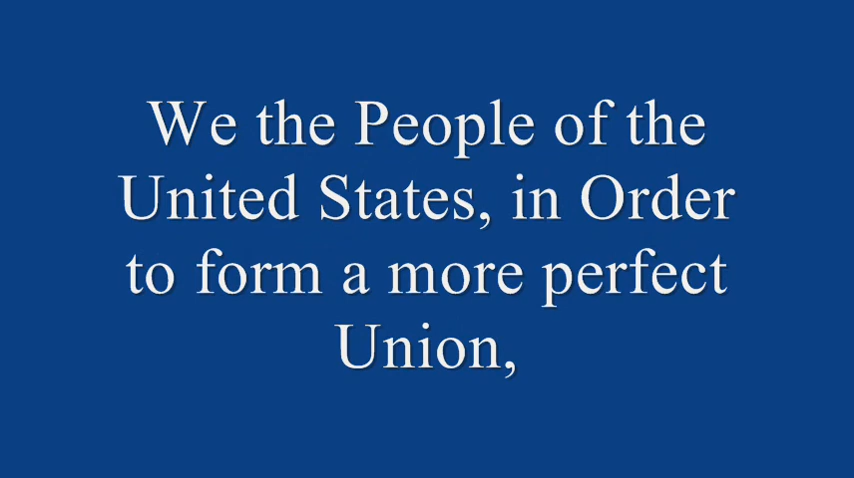 We the People of the
United States, in Order
to form a more perfect
Union,